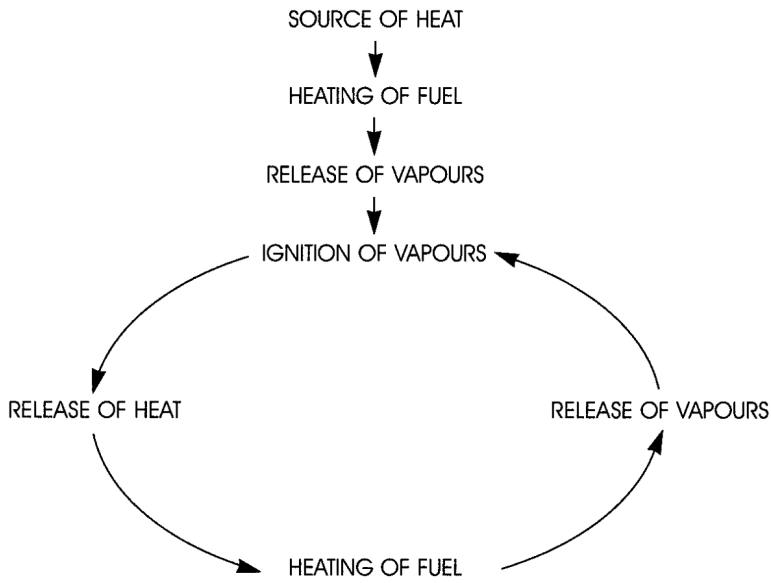 SOURCE OF HEAT
HEATING OF FUEL
RELEASE OF VAPOURS
IGNITION OF VAPOURS
RELEASE OF HEAT
RELEASE OF VAPOURS
HEATING OF FUEL